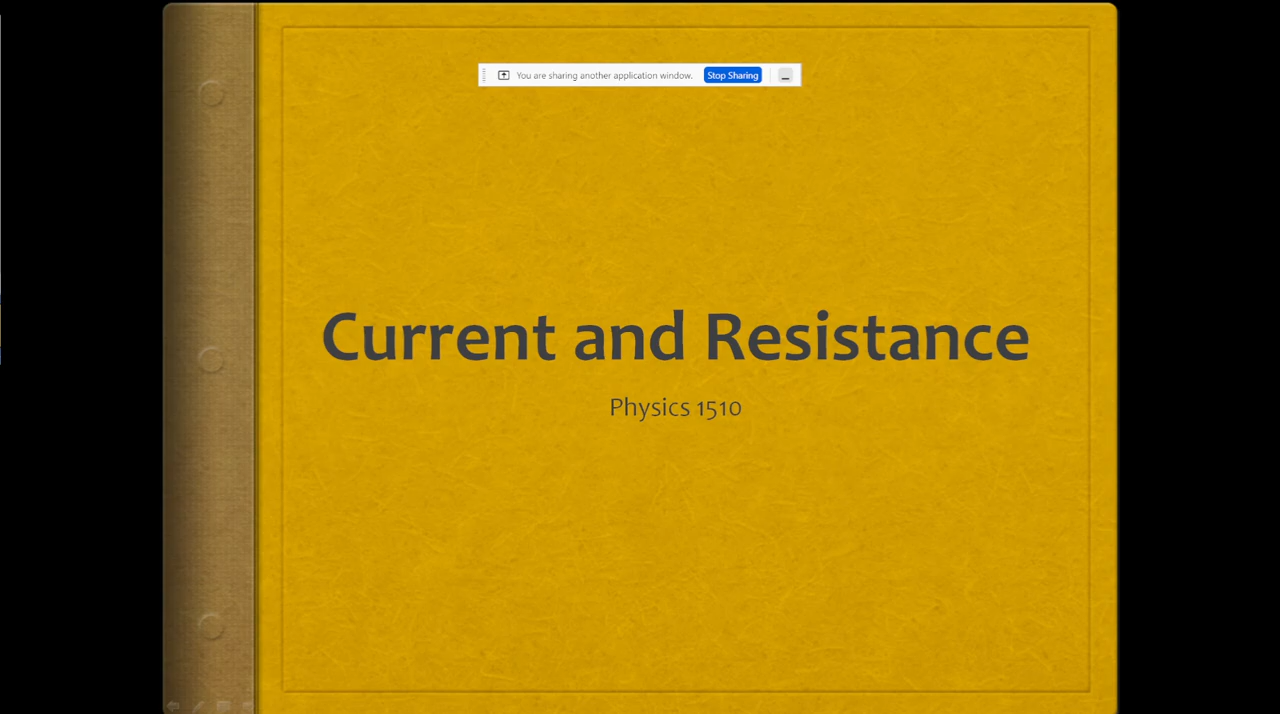 You are sharing another application window. Stop Sharing
Current and Resistance
Physics 1510